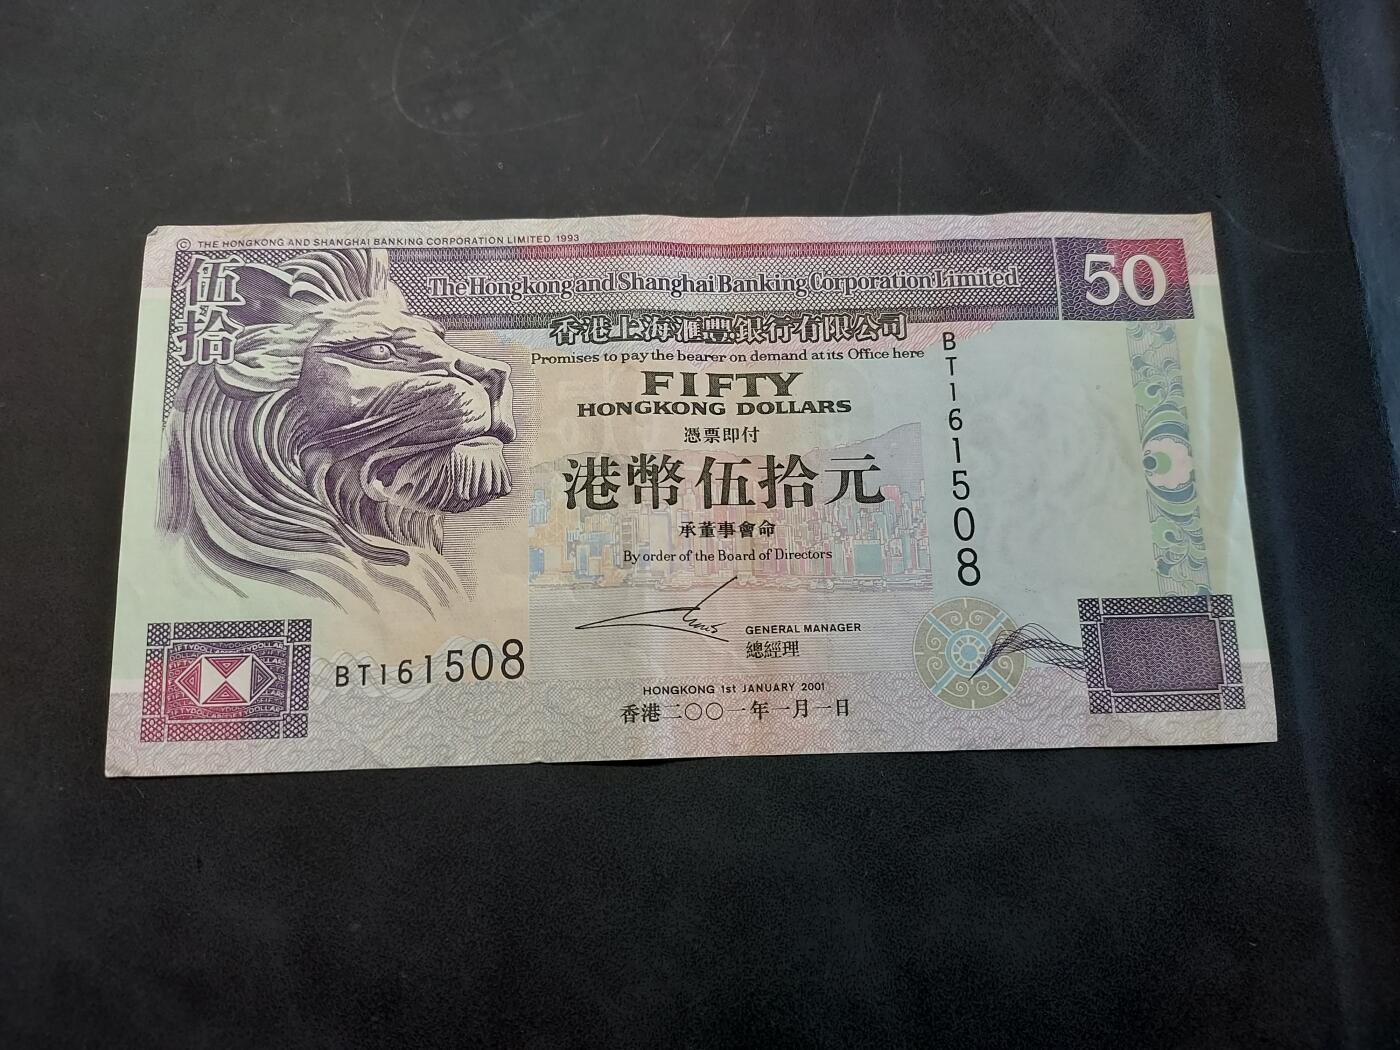 © THE HONGKONG AND SHANGHAI BANKING CORPORATION LIMITED 1993
伍拾
The Hongkong and Shanghai Banking Corporation Limited
50
香港上海滙豐銀行有限公司
Promises to pay the bearer on demand at its Office here
FIFTY
HONGKONG DOLLARS
憑票即付
港幣伍拾元
承董事會命
By order of the Board of Directors
GENERAL MANAGER
總經理
BT161508
BT161508
HONGKONG 1st JANUARY 2001
香港二〇〇一年一月一日